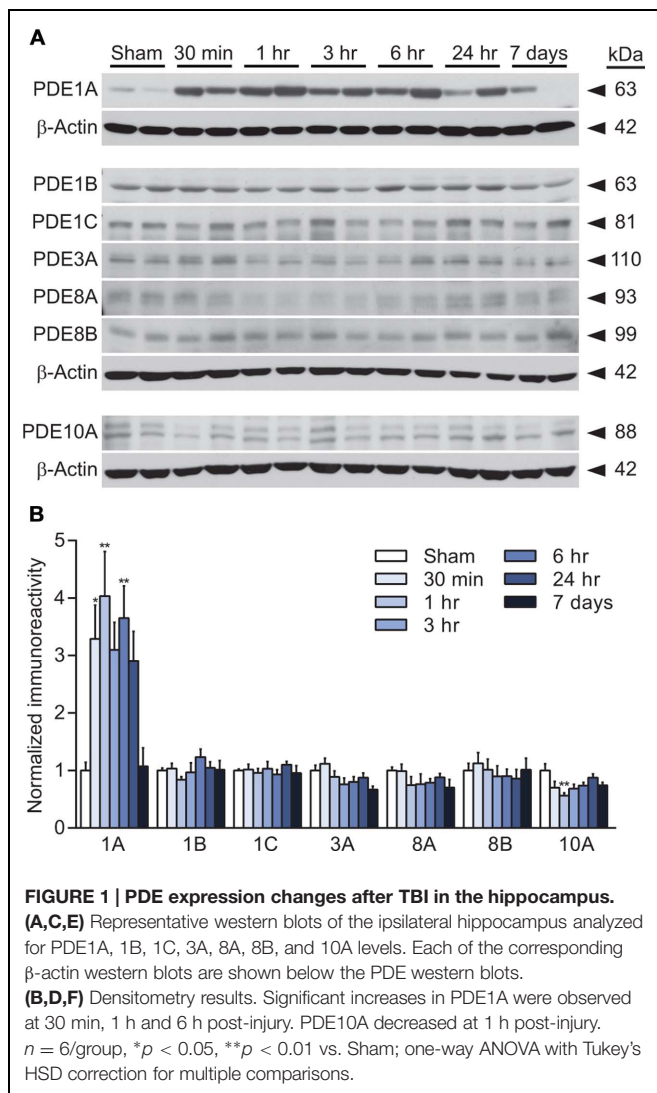 A
Sham 30 min 1 hr 3 hr 6 hr 24 hr 7 days kDa
PDE1A 63
β-Actin 42
PDE1B 63
PDE1C 81
PDE3A 110
PDE8A 93
PDE8B 99
β-Actin 42
PDE10A 88
β-Actin 42
B
Normalized immunoreactivity
5
4
3
2
1
0
* ** ** **
Sham 6 hr
30 min 24 hr
1 hr 7 days
3 hr
1A 1B 1C 3A 8A 8B 10A
FIGURE 1 | PDE expression changes after TBI in the hippocampus.
(A,C,E) Representative western blots of the ipsilateral hippocampus analyzed
for PDE1A, 1B, 1C, 3A, 8A, 8B, and 10A levels. Each of the corresponding
β-actin western blots are shown below the PDE western blots.
(B,D,F) Densitometry results. Significant increases in PDE1A were observed
at 30 min, 1 h and 6 h post-injury. PDE10A decreased at 1 h post-injury.
n = 6/group, *p < 0.05, **p < 0.01 vs. Sham; one-way ANOVA with Tukey's
HSD correction for multiple comparisons.